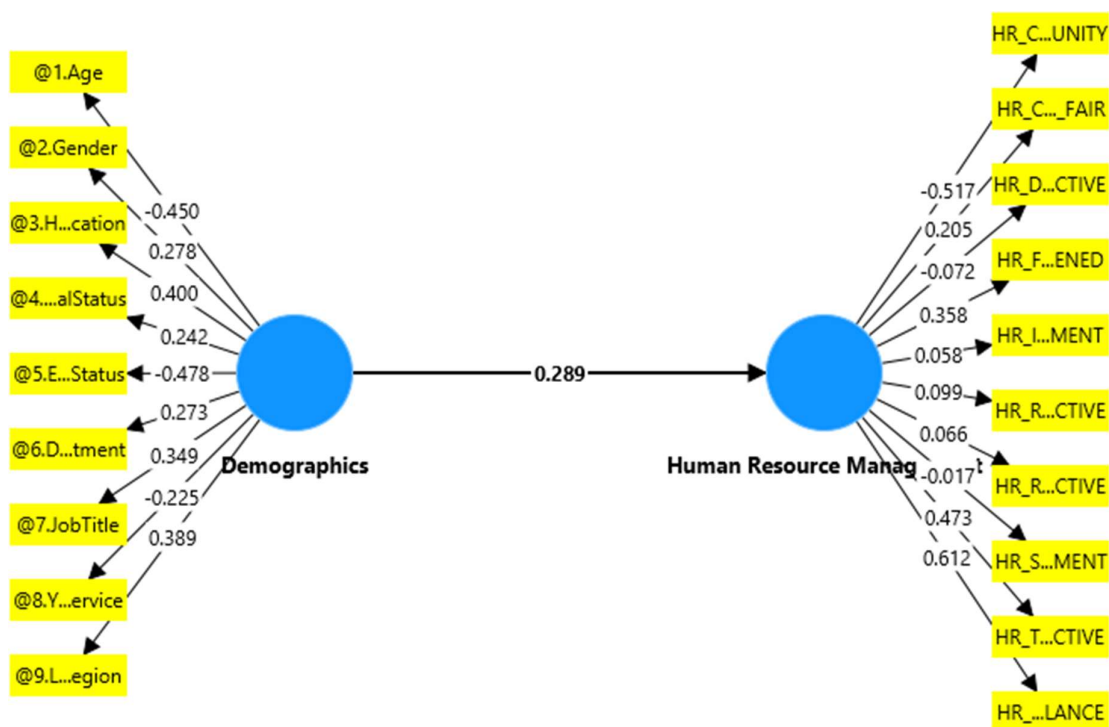 @1.Age
@2.Gender
@3.H...cation
@4....alStatus
@5.E...Status
@6.D...tment
@7.JobTitle
@8.Y...ervice
@9.L...egion
-0.450
0.278
0.400
0.242
-0.478
0.273
0.349
-0.225
0.389
Demographics
0.289
Human Resource Manag t
-0.517
0.205
-0.072
0.358
0.058
0.099
0.066
-0.017
0.473
0.612
HR_C...UNITY
HR_C..._FAIR
HR_D...CTIVE
HR_F...ENED
HR_I...MENT
HR_R...CTIVE
HR_R...CTIVE
HR_S...MENT
HR_T...CTIVE
HR_...LANCE